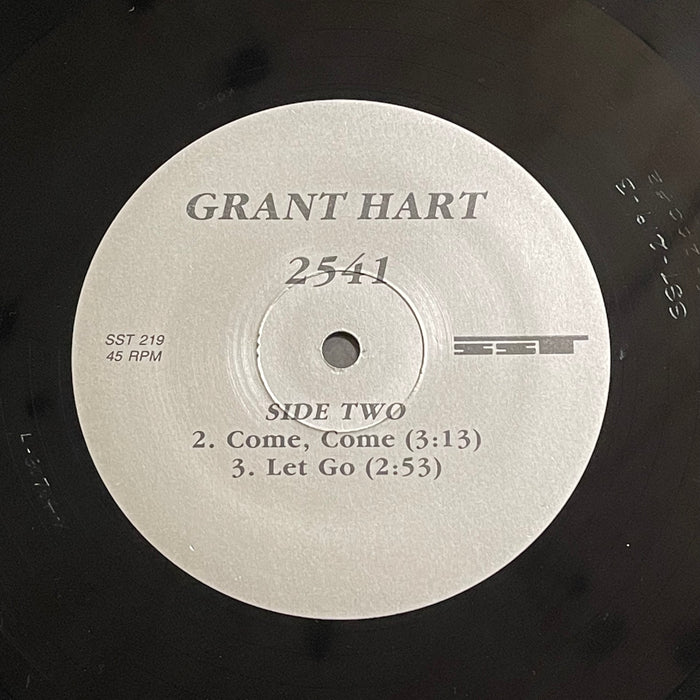 GRANT HART
2541
SST 219
45 RPM
SST
SIDE TWO
2. Come, Come (3:13)
3. Let Go (2:53)